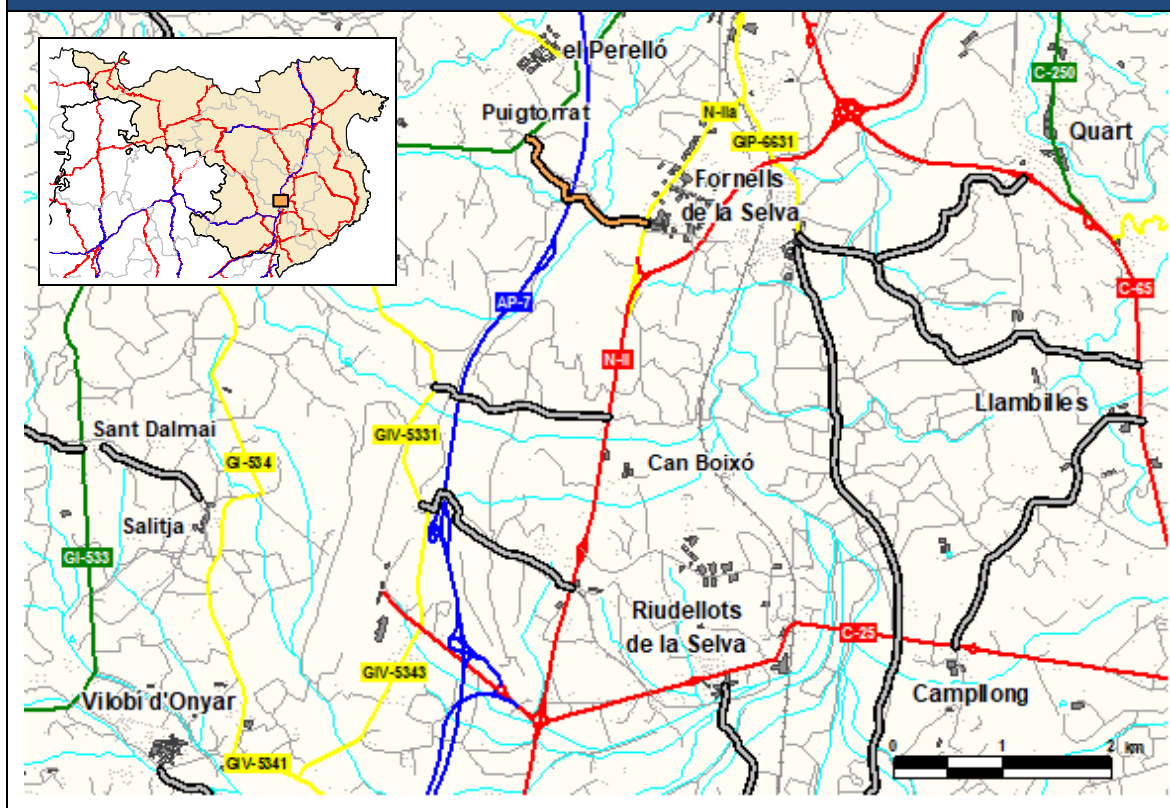 el Perelló
C-250
Puigtorrat
N-IIa
Quart
GIP-6631
Fornells
de la Selva
AP-7
C-65
N-II
Llambilles
Sant Dalmai
GIV-5331
GI-534
Can Boixó
Salitja
GI-533
Riudellots
de la Selva
C-25
GIV-5343
Vilobí d'Onyar
Campllong
GIV-5341
0 1 2 km